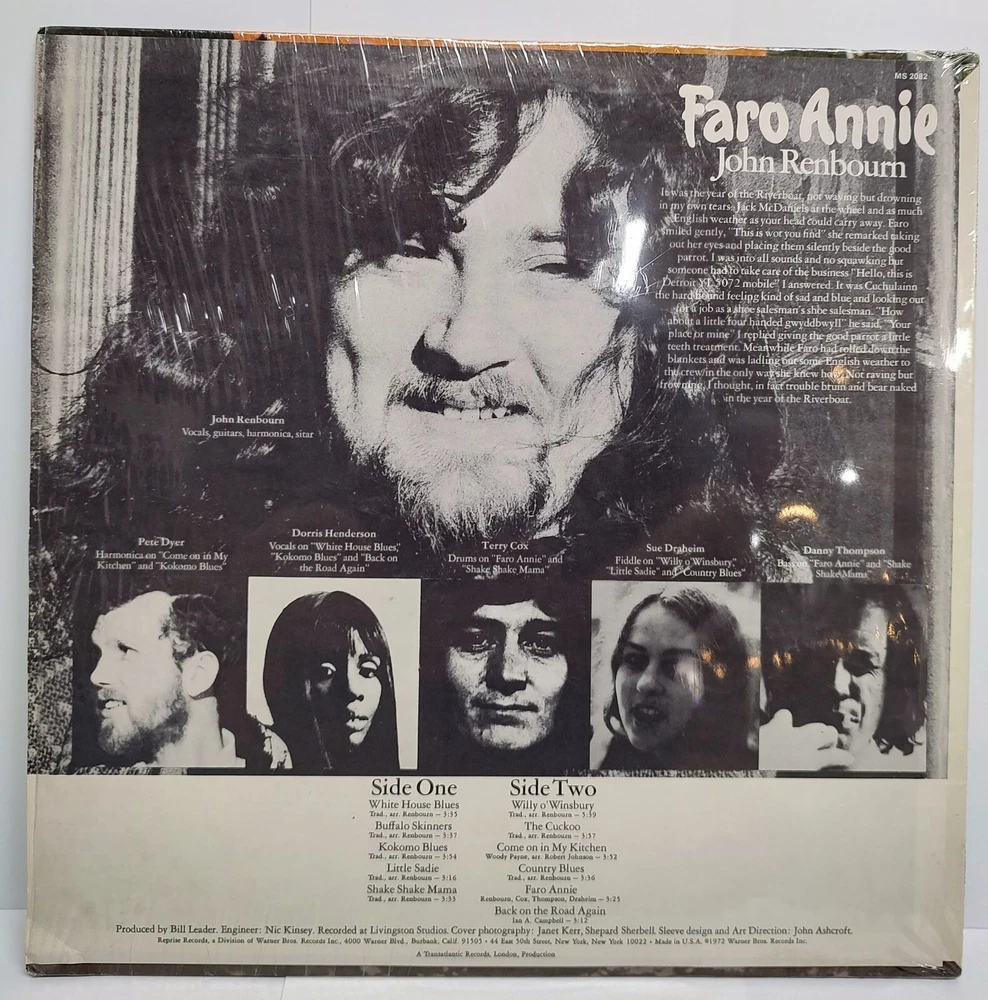 MS 2082
Faro Annie
John Renbourn
It was the year of the Riverboat, not waving but drowning
in my own tears. Jack McDaniels at the wheel and as much
English weather as your head could carry away. Faro
smiled gently, "This is wot you find" she remarked taking
out her eyes and placing them silently beside the good
parrot. I was into all sounds and no squawking but
someone had to take care of the business "Hello, this is
Detroit YL 5072 mobile" I answered. It was Cuchulainn
the hard bound feeling kind of sad and blue and looking out
for a job as a shoe salesman's shoe salesman. "How
about a little four handed gwyddbwyll" he said, "Your
place or mine" I replied giving the good parrot a little
teeth treatment. Meanwhile Faro had rolled down the
blankets and was ladling out some English weather to
the crew in the only way she knew how. Not raving but
frowning, I thought, in fact trouble bruin and bear naked
in the year of the Riverboat.
John Renbourn
Vocals, guitars, harmonica, sitar
Pete Dyer
Harmonica on "Come on in My
Kitchen" and "Kokomo Blues"
Dorris Henderson
Vocals on "White House Blues,"
"Kokomo Blues" and "Back on
the Road Again"
Terry Cox
Drums on "Faro Annie" and
"Shake Shake Mama"
Sue Draheim
Fiddle on "Willy o'Winsbury,"
"Little Sadie" and "Country Blues"
Danny Thompson
Bass on "Faro Annie" and "Shake
Shake Mama"
Side One
White House Blues
Trad., arr. Renbourn – 3:35
Buffalo Skinners
Trad., arr. Renbourn – 3:37
Kokomo Blues
Trad., arr. Renbourn – 3:54
Little Sadie
Trad., arr. Renbourn – 3:16
Shake Shake Mama
Trad., arr. Renbourn – 3:33
Side Two
Willy o'Winsbury
Trad., arr. Renbourn – 5:39
The Cuckoo
Trad., arr. Renbourn – 3:57
Come on in My Kitchen
Woody Payne, arr. Robert Johnson – 3:52
Country Blues
Trad., arr. Renbourn – 3:36
Faro Annie
Renbourn, Cox, Thompson, Draheim – 3:25
Back on the Road Again
Ian A. Campbell – 3:12
Produced by Bill Leader. Engineer: Nic Kinsey. Recorded at Livingston Studios. Cover photography: Janet Kerr, Shepard Sherbell. Sleeve design and Art Direction: John Ashcroft.
Reprise Records, a Division of Warner Bros. Records Inc., 4000 Warner Blvd., Burbank, Calif. 91505 • 44 East 50th Street, New York, New York 10022 • Made in U.S.A. ℗1972 Warner Bros. Records Inc.
A Transatlantic Records, London, Production